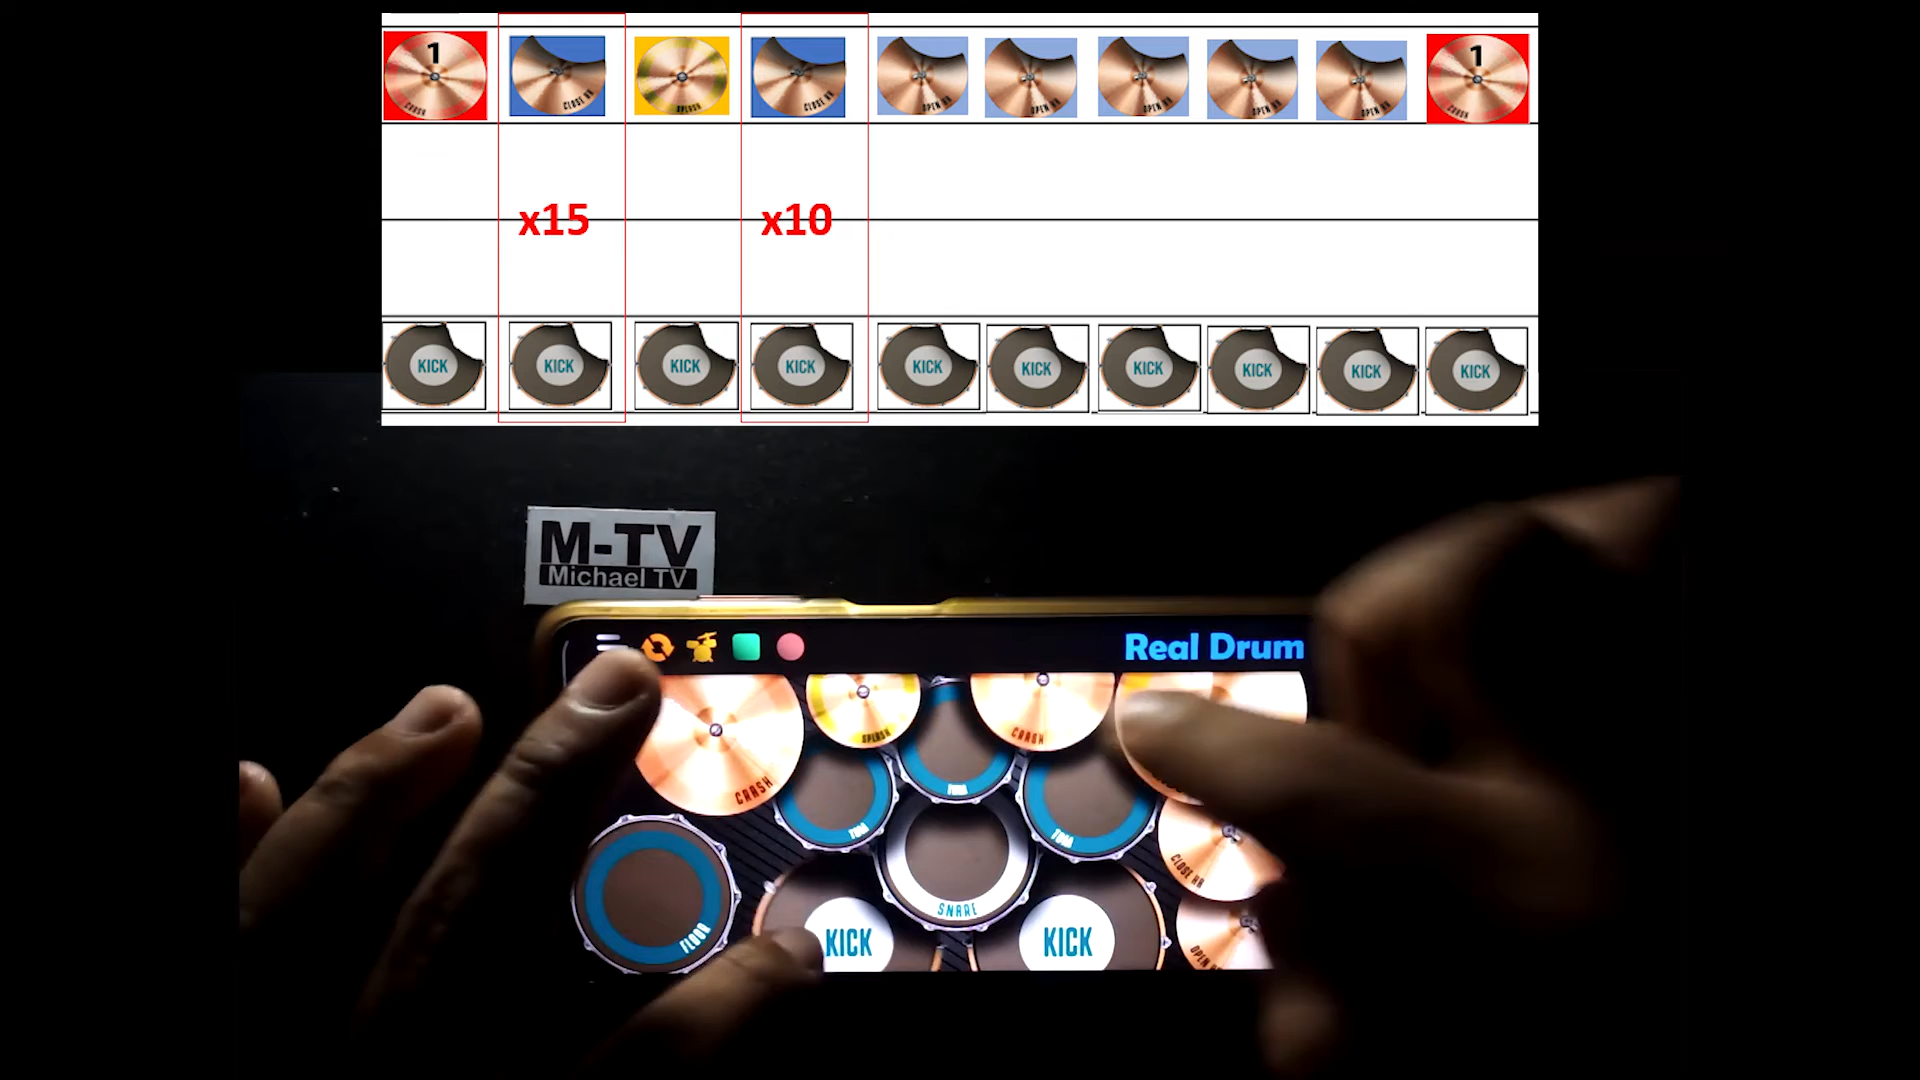 1 1
CRASH CLOSE HH SPLASH CLOSE HH OPEN HH OPEN HH OPEN HH OPEN HH OPEN HH CRASH
x15 x10
KICK KICK KICK KICK KICK KICK KICK KICK KICK KICK
M-TV
Michael TV
Real Drum
CRASH SPLASH CRASH
TOM TOM TOM
CLOSE HH
FLOOR SNARE
KICK KICK
OPEN HH